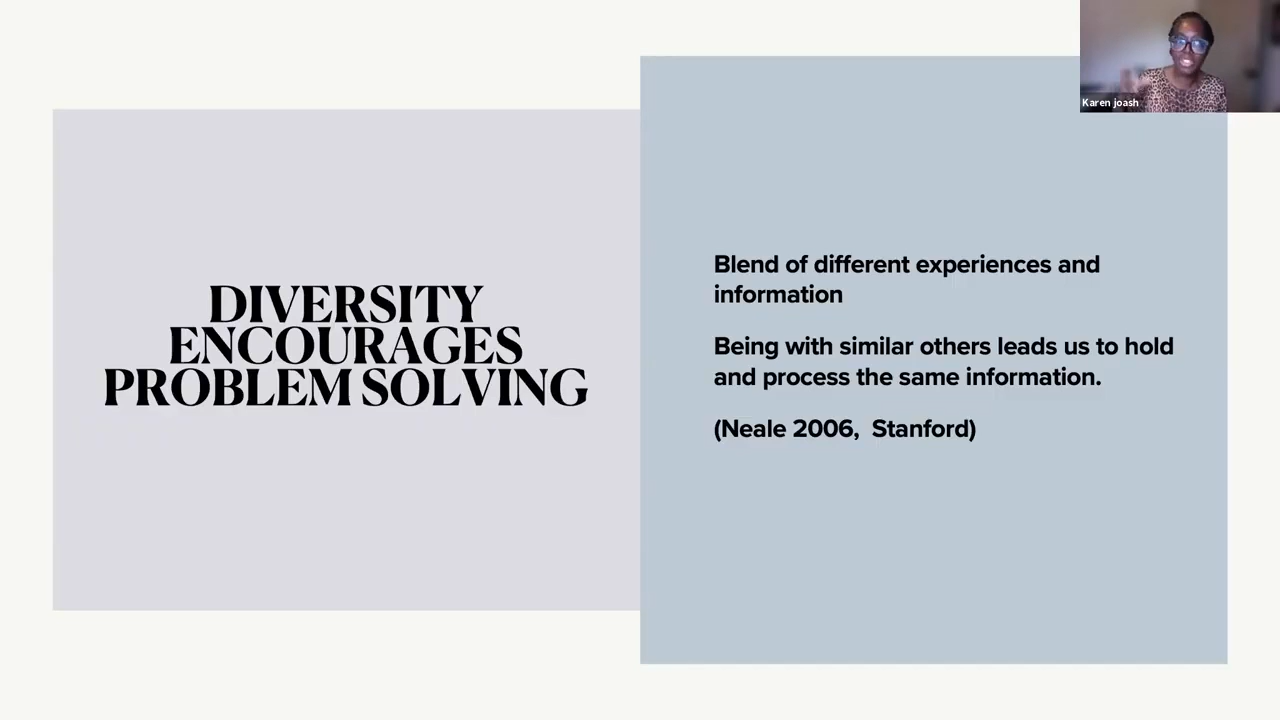 DIVERSITY
ENCOURAGES
PROBLEM SOLVING
Blend of different experiences and
information
Being with similar others leads us to hold
and process the same information.
(Neale 2006, Stanford)
Karen joash